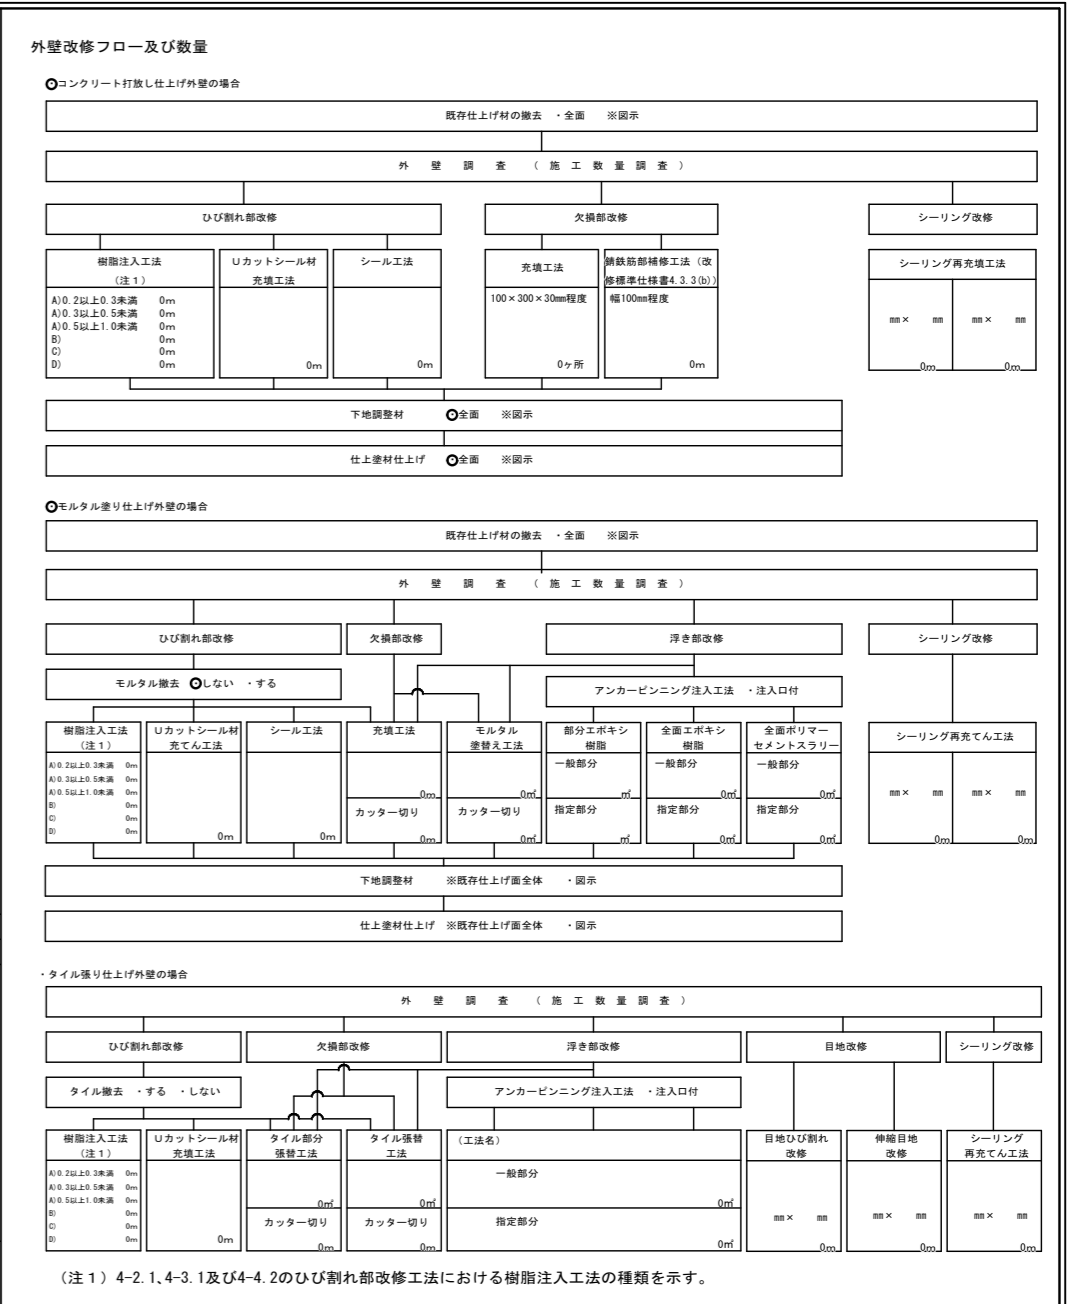 外壁改修フロー及び数量
⊙コンクリート打放し仕上げ外壁の場合
既存仕上げ材の撤去 ・全面 ※図示
外 壁 調 査 ( 施 工 数 量 調 査 )
ひび割れ部改修 欠損部改修 シーリング改修
樹脂注入工法
(注1)
A)0.2以上0.3未満 0m
A)0.3以上0.5未満 0m
A)0.5以上1.0未満 0m
B) 0m
C) 0m
D) 0m
Uカットシール材
充填工法
0m
シール工法
0m
充填工法
100×300×30㎜程度
0ヶ所
錆鉄筋部補修工法(改
修標準仕様書4.3.3(b))
幅100㎜程度
0m
シーリング再充填工法
㎜× ㎜ ㎜× ㎜
0m 0m
下地調整材 ⊙全面 ※図示
仕上塗材仕上げ ⊙全面 ※図示
⊙モルタル塗り仕上げ外壁の場合
既存仕上げ材の撤去 ・全面 ※図示
外 壁 調 査 ( 施 工 数 量 調 査 )
ひび割れ部改修 欠損部改修 浮き部改修 シーリング改修
モルタル撤去 ⊙しない ・する
アンカーピンニング注入工法 ・注入口付
樹脂注入工法
(注1)
A)0.2以上0.3未満 0m
A)0.3以上0.5未満 0m
A)0.5以上1.0未満 0m
B) 0m
C) 0m
D) 0m
Uカットシール材
充てん工法
0m
シール工法
0m
充填工法
0m
カッター切り
0m
モルタル
塗替え工法
0㎡
カッター切り
0㎡
部分エポキシ
樹脂
一般部分
㎡
指定部分
㎡
全面エポキシ
樹脂
一般部分
0㎡
指定部分
0㎡
全面ポリマー
セメントスラリー
一般部分
0㎡
指定部分
0㎡
シーリング再充てん工法
㎜× ㎜ ㎜× ㎜
0m 0m
下地調整材 ※既存仕上げ面全体 ・図示
仕上塗材仕上げ ※既存仕上げ面全体 ・図示
・タイル張り仕上げ外壁の場合
外 壁 調 査 ( 施 工 数 量 調 査 )
ひび割れ部改修 欠損部改修 浮き部改修 目地改修 シーリング改修
タイル撤去 ・する ・しない
アンカーピンニング注入工法 ・注入口付
樹脂注入工法
(注1)
A)0.2以上0.3未満 0m
A)0.3以上0.5未満 0m
A)0.5以上1.0未満 0m
B) 0m
C) 0m
D) 0m
Uカットシール材
充填工法
0m
タイル部分
張替工法
0㎡
カッター切り
0m
タイル張替
工法
0㎡
カッター切り
0m
(工法名)
一般部分
0㎡
指定部分
0㎡
目地ひび割れ
改修
㎜× ㎜
0m
伸縮目地
改修
㎜× ㎜
0m
シーリング
再充てん工法
㎜× ㎜
0m
(注1)4-2.1､4-3.1及び4-4.2のひび割れ部改修工法における樹脂注入工法の種類を示す。